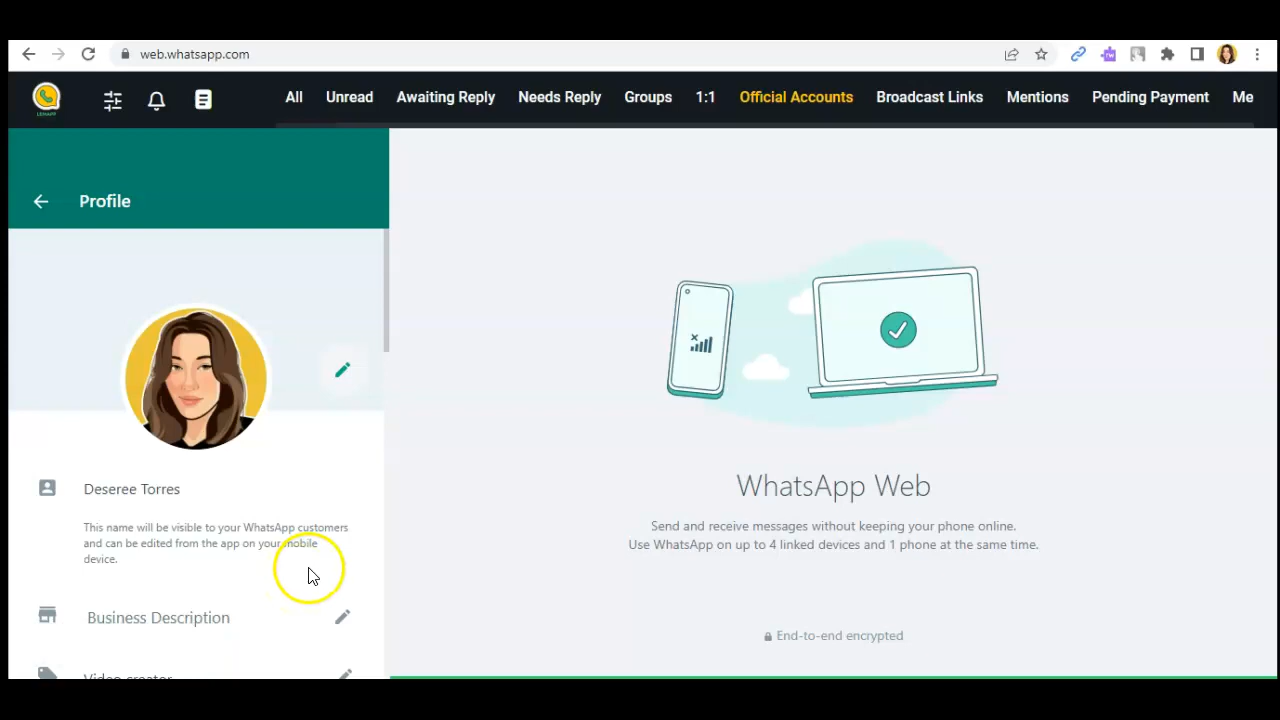 web.whatsapp.com
All Unread Awaiting Reply Needs Reply Groups 1:1 Official Accounts Broadcast Links Mentions Pending Payment Me
Profile
Deseree Torres
This name will be visible to your WhatsApp customers
and can be edited from the app on your mobile
device.
Business Description
Video creator
WhatsApp Web
Send and receive messages without keeping your phone online.
Use WhatsApp on up to 4 linked devices and 1 phone at the same time.
End-to-end encrypted